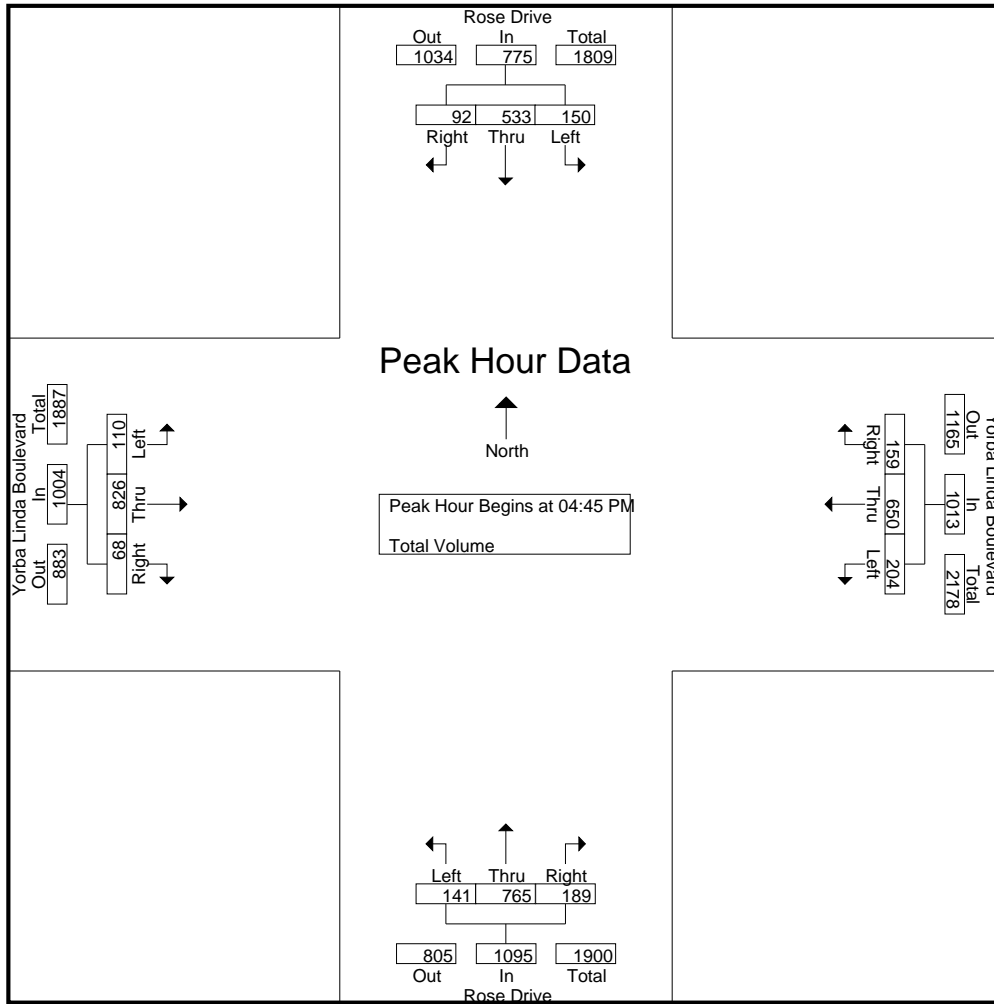 Rose Drive
Out In Total
1034 775 1809
92 533 150
Right Thru Left
Peak Hour Data
North
Peak Hour Begins at 04:45 PM
Total Volume
Yorba Linda Boulevard
Total In Out
1887 1004 883
110 826 68
Left Thru Right
Yorba Linda Boulevard
Out In Total
1165 1013 2178
159 650 204
Right Thru Left
Left Thru Right
141 765 189
805 1095 1900
Out In Total
Rose Drive